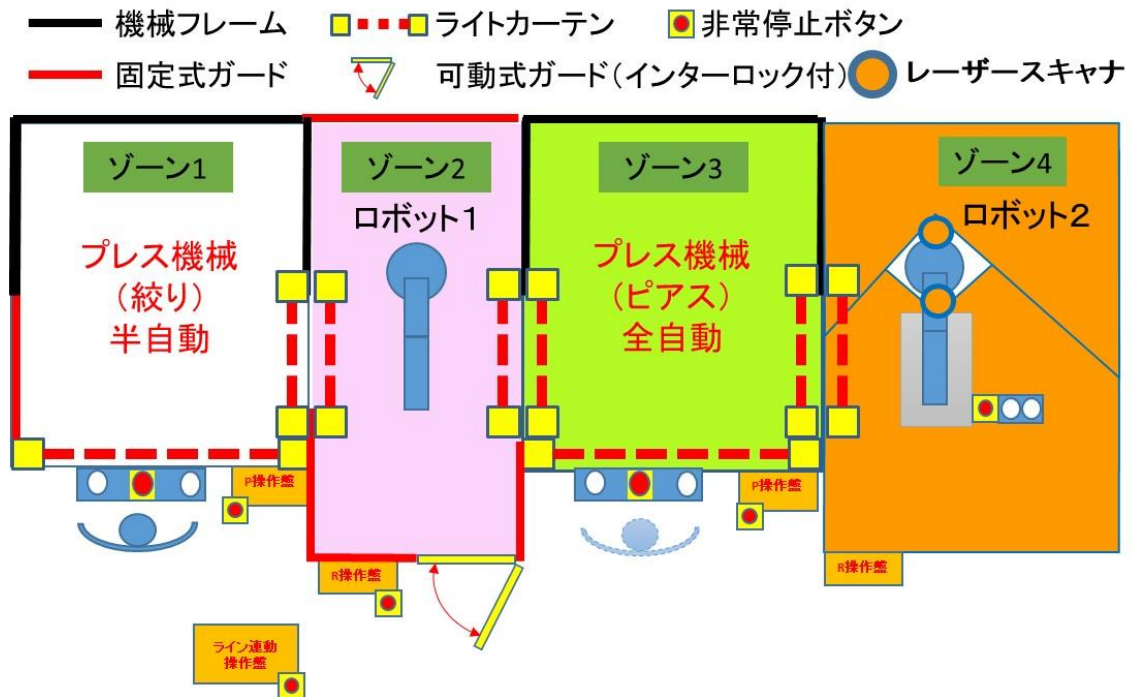 機械フレーム
ライトカーテン
非常停止ボタン
固定式ガード
可動式ガード(インターロック付)
レーザースキャナ
ゾーン1
ゾーン2
ゾーン3
ゾーン4
ロボット１
ロボット２
プレス機械
(絞り)
半自動
プレス機械
(ピアス)
全自動
P操作盤
P操作盤
R操作盤
R操作盤
ライン連動
操作盤